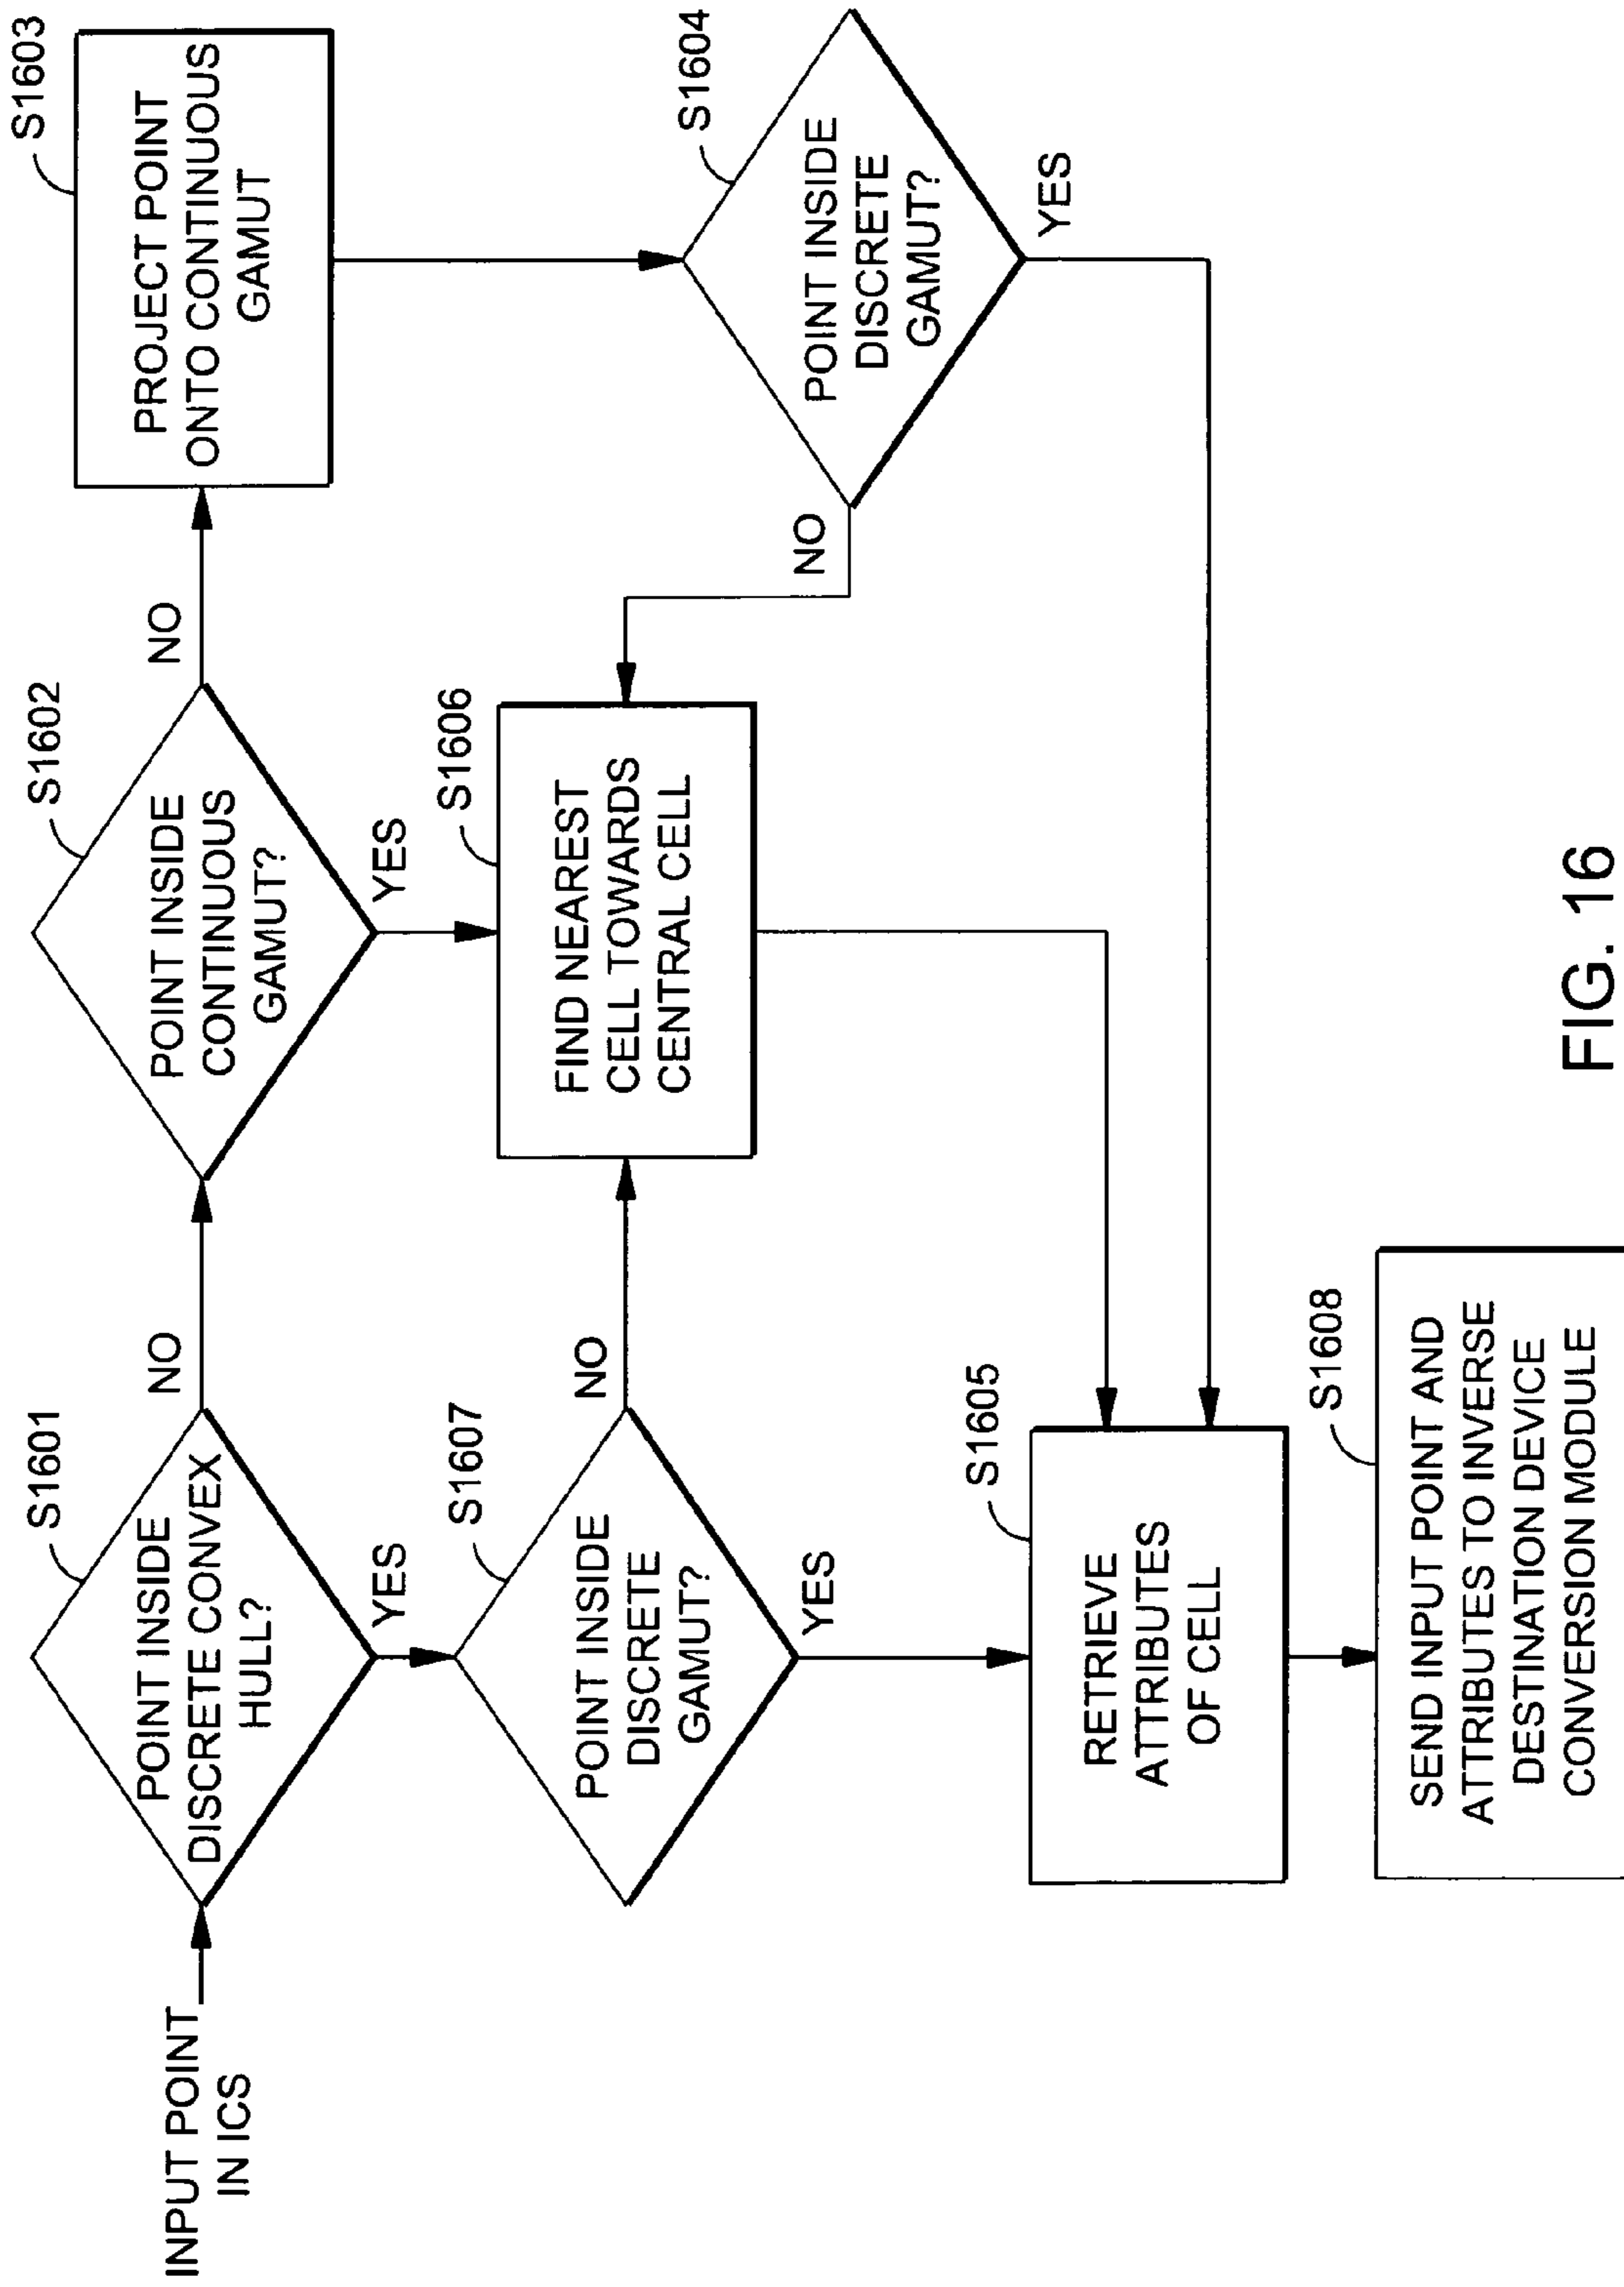 INPUT POINT
IN ICS
S1601
POINT INSIDE
DISCRETE CONVEX
HULL?
NO
YES
S1602
POINT INSIDE
CONTINUOUS
GAMUT?
NO
YES
S1603
PROJECT POINT
ONTO CONTINUOUS
GAMUT
S1607
POINT INSIDE
DISCRETE
GAMUT?
NO
YES
S1606
FIND NEAREST
CELL TOWARDS
CENTRAL CELL
S1604
POINT INSIDE
DISCRETE
GAMUT?
NO
YES
S1605
RETRIEVE
ATTRIBUTES
OF CELL
S1608
SEND INPUT POINT AND
ATTRIBUTES TO INVERSE
DESTINATION DEVICE
CONVERSION MODULE
FIG. 16